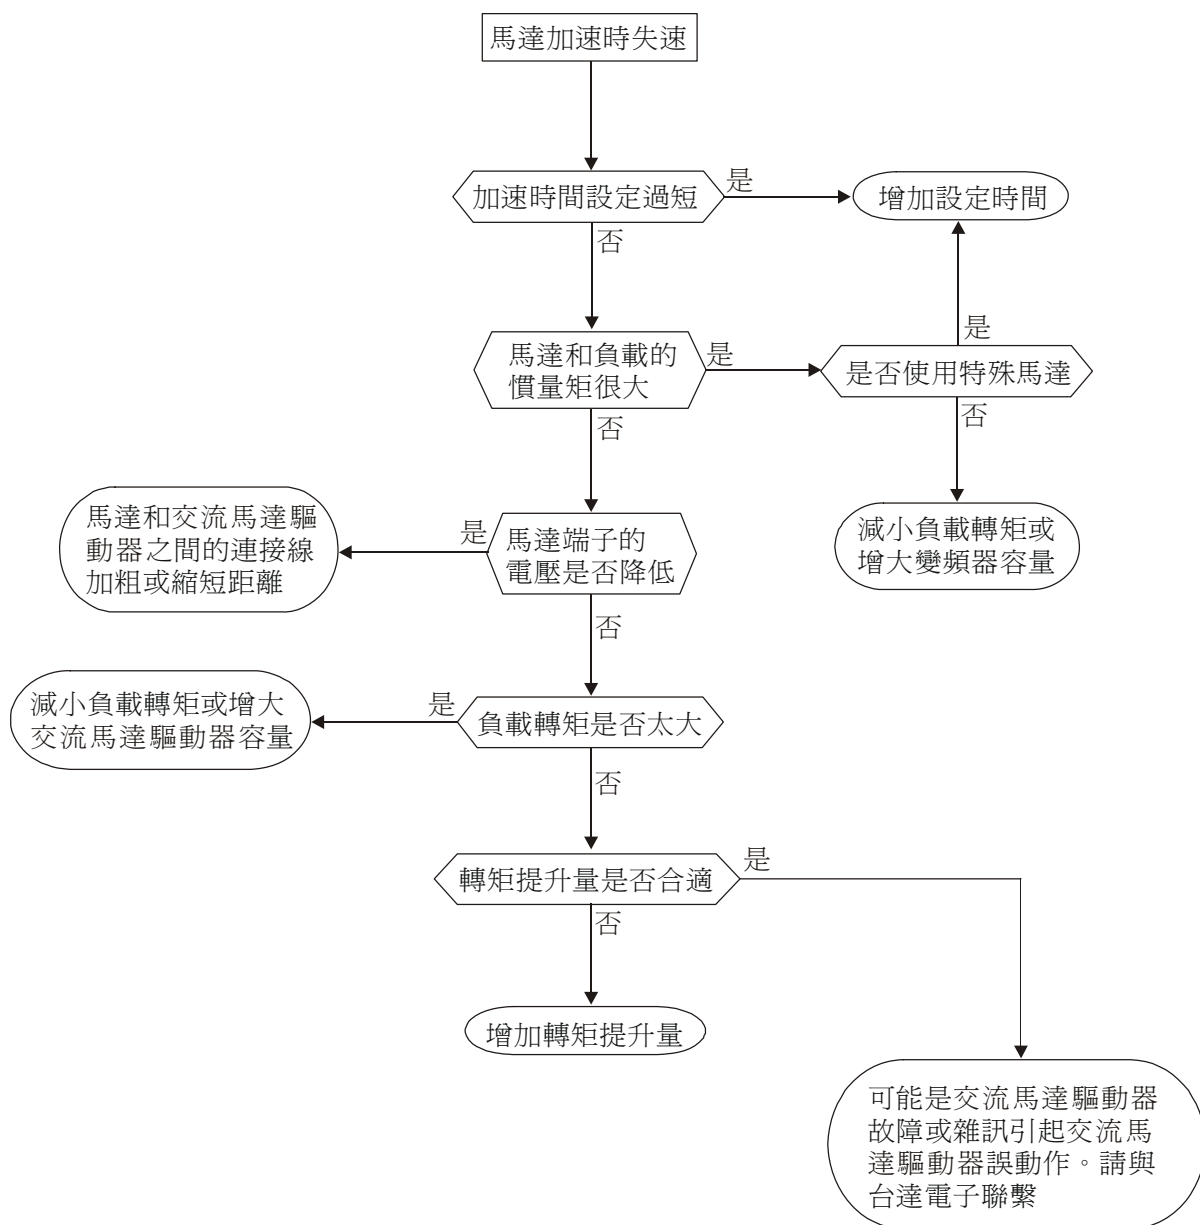 馬達加速時失速
加速時間設定過短
是
增加設定時間
否
馬達和負載的
慣量矩很大
是
是否使用特殊馬達
是
否
減小負載轉矩或
增大變頻器容量
否
馬達端子的
電壓是否降低
是
馬達和交流馬達驅
動器之間的連接線
加粗或縮短距離
否
負載轉矩是否太大
是
減小負載轉矩或增大
交流馬達驅動器容量
否
轉矩提升量是否合適
是
否
增加轉矩提升量
可能是交流馬達驅動器
故障或雜訊引起交流馬
達驅動器誤動作。請與
台達電子聯繫